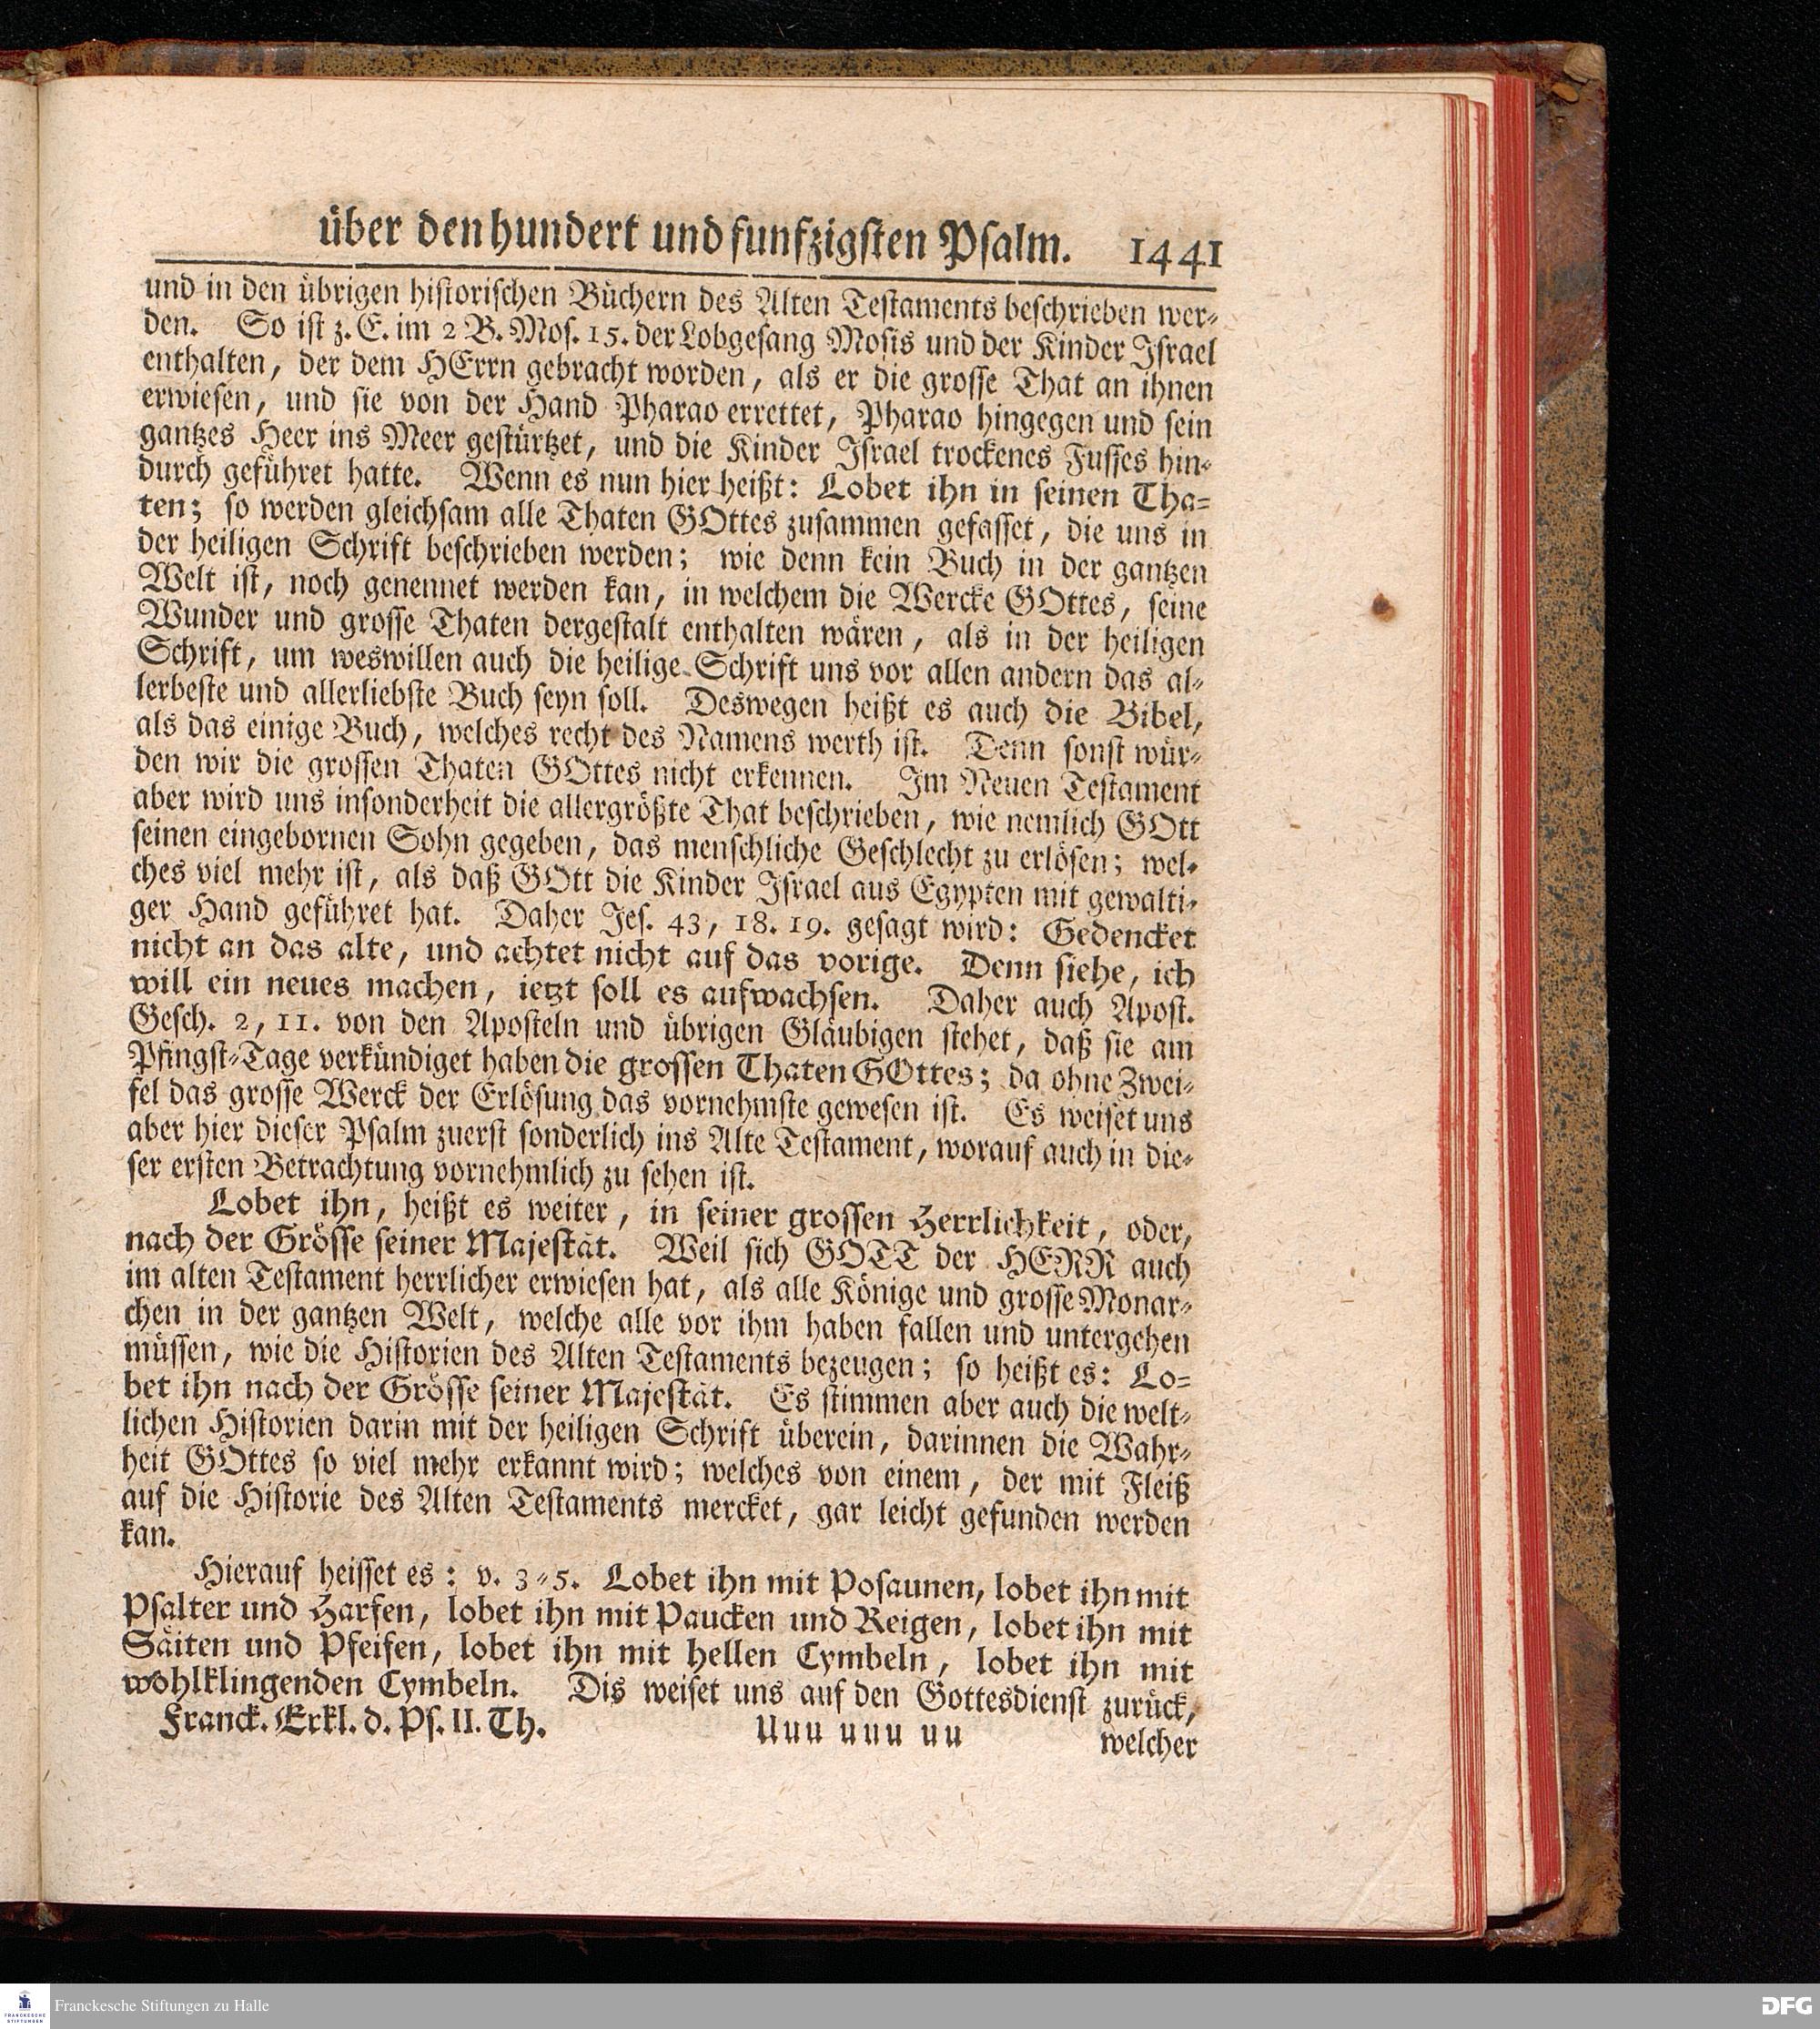 über den hundert und funfzigsten Psalm. 1441
und in den übrigen historischen Büchern des Alten Testaments beschrieben wer-
den. So ist z. E. im 2 B. Mos. 15. der Lobgesang Mosis und der Kinder Israel
enthalten, der dem HErrn gebracht worden, als er die grosse That an ihnen
erwiesen, und sie von der Hand Pharao errettet, Pharao hingegen und sein
gantzes Heer ins Meer gestürtzet, und die Kinder Israel trockenes Fusses hin-
durch geführet hatte. Wenn es nun hier heißt: Lobet ihn in seinen Tha-
ten; so werden gleichsam alle Thaten GOttes zusammen gefasset, die uns in
der heiligen Schrift beschrieben werden; wie denn kein Buch in der gantzen
Welt ist, noch genennet werden kan, in welchem die Wercke GOttes, seine
Wunder und grosse Thaten dergestalt enthalten wären, als in der heiligen
Schrift, um weswillen auch die heilige Schrift uns vor allen andern das al-
lerbeste und allerliebste Buch seyn soll. Deswegen heißt es auch die Bibel,
als das einige Buch, welches recht des Namens werth ist. Denn sonst wür-
den wir die grossen Thaten GOttes nicht erkennen. Im Neuen Testament
aber wird uns insonderheit die allergrößte That beschrieben, wie nemlich GOtt
seinen eingebornen Sohn gegeben, das menschliche Geschlecht zu erlösen; wel-
ches viel mehr ist, als daß GOtt die Kinder Israel aus Egypten mit gewalti-
ger Hand geführet hat. Daher Jes. 43, 18. 19. gesagt wird: Gedencket
nicht an das alte, und achtet nicht auf das vorige. Denn siehe, ich
will ein neues machen, ietzt soll es aufwachsen. Daher auch Apost.
Gesch. 2, 11. von den Aposteln und übrigen Gläubigen stehet, daß sie am
Pfingst-Tage verkündiget haben die grossen Thaten GOttes; da ohne Zwei-
fel das grosse Werck der Erlösung das vornehmste gewesen ist. Es weiset uns
aber hier dieser Psalm zuerst sonderlich ins Alte Testament, worauf auch in die-
ser ersten Betrachtung vornehmlich zu sehen ist.
Lobet ihn, heißt es weiter, in seiner grossen Herrlichkeit, oder,
nach der Grösse seiner Majestät. Weil sich GOTT der HERR auch
im alten Testament herrlicher erwiesen hat, als alle Könige und grosse Monar-
chen in der gantzen Welt, welche alle vor ihm haben fallen und untergehen
müssen, wie die Historien des Alten Testaments bezeugen; so heißt es: Lo-
bet ihn nach der Grösse seiner Majestät. Es stimmen aber auch die welt-
lichen Historien darin mit der heiligen Schrift überein, darinnen die Wahr-
heit GOttes so viel mehr erkannt wird; welches von einem, der mit Fleiß
auf die Historie des Alten Testaments mercket, gar leicht gefunden werden
kan.
Hierauf heisset es: v. 3-5. Lobet ihn mit Posaunen, lobet ihn mit
Psalter und Harfen, lobet ihn mit Paucken und Reigen, lobet ihn mit
Säiten und Pfeifen, lobet ihn mit hellen Cymbeln, lobet ihn mit
wohlklingenden Cymbeln. Dis weiset uns auf den Gottesdienst zurück,
Franck. Erkl. d. Ps. II. Th. Uuu uuu uu welcher
FRANCKESCHE STIFTUNGEN
Franckesche Stiftungen zu Halle
DFG